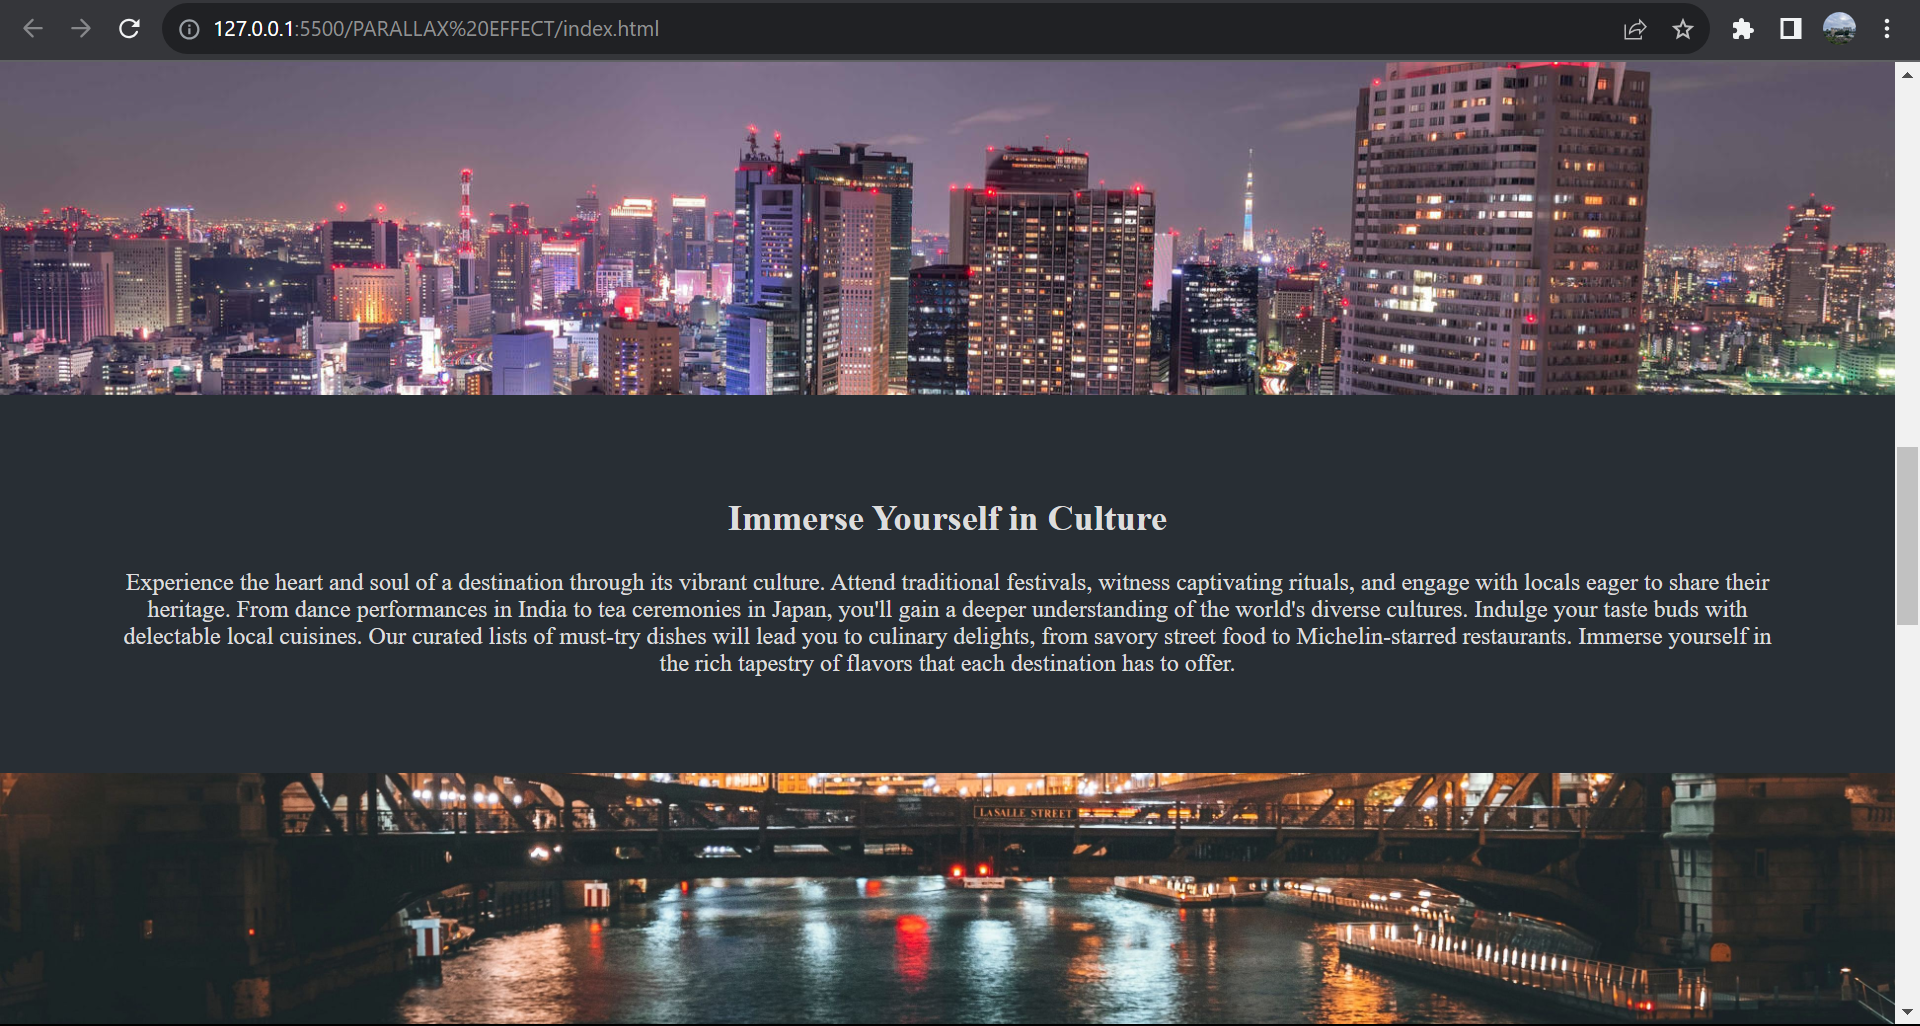 127.0.0.1:5500/PARALLAX%20EFFECT/index.html
Immerse Yourself in Culture
Experience the heart and soul of a destination through its vibrant culture. Attend traditional festivals, witness captivating rituals, and engage with locals eager to share their
heritage. From dance performances in India to tea ceremonies in Japan, you'll gain a deeper understanding of the world's diverse cultures. Indulge your taste buds with
delectable local cuisines. Our curated lists of must-try dishes will lead you to culinary delights, from savory street food to Michelin-starred restaurants. Immerse yourself in
the rich tapestry of flavors that each destination has to offer.
LASALLE STREET